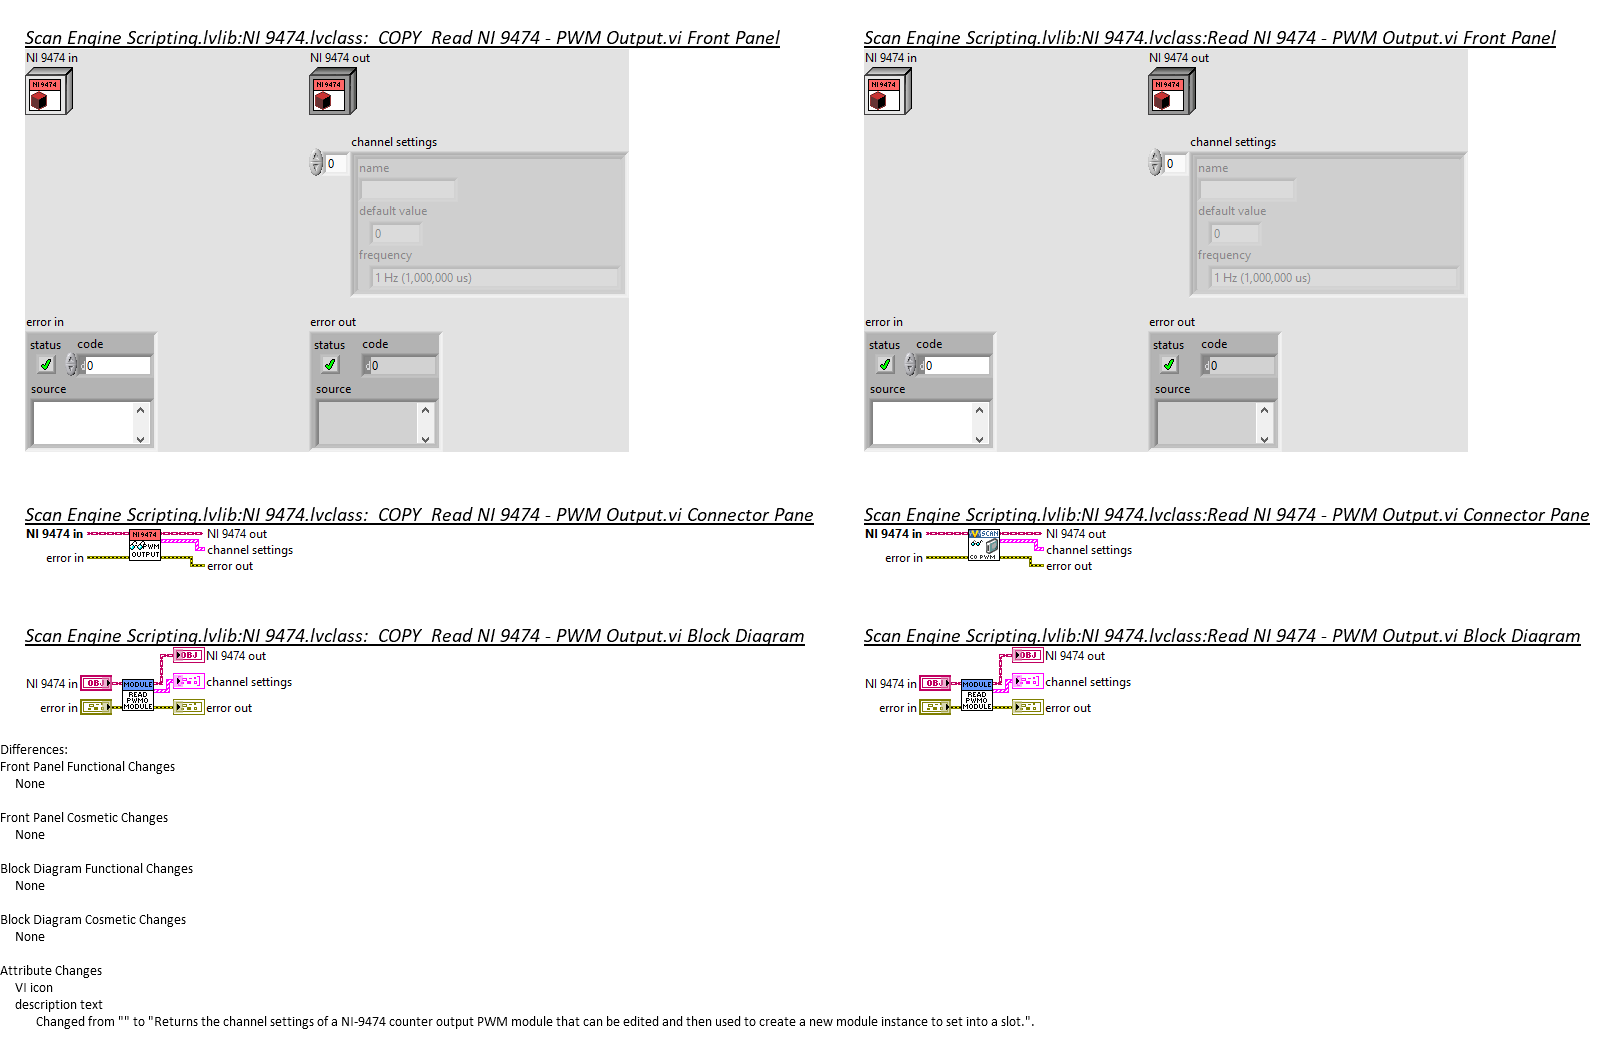 Scan Engine Scripting.lvlib:NI 9474.lvclass:  COPY  Read NI 9474 - PWM Output.vi Front Panel
NI 9474 in
NI 9474 out
NI 9474
NI 9474
channel settings
0
name
default value
0
frequency
1 Hz (1,000,000 us)
error in
error out
status
code
status
code
d0
d0
source
source
Scan Engine Scripting.lvlib:NI 9474.lvclass:Read NI 9474 - PWM Output.vi Front Panel
NI 9474 in
NI 9474 out
NI 9474
NI 9474
channel settings
0
name
default value
0
frequency
1 Hz (1,000,000 us)
error in
error out
status
code
status
code
d0
d0
source
source
Scan Engine Scripting.lvlib:NI 9474.lvclass:  COPY  Read NI 9474 - PWM Output.vi Connector Pane
NI 9474 in
NI 9474
NI 9474 out
PWM
channel settings
OUTPUT
error in
error out
Scan Engine Scripting.lvlib:NI 9474.lvclass:Read NI 9474 - PWM Output.vi Connector Pane
NI 9474 in
SCAN
NI 9474 out
channel settings
CO PWM
error in
error out
Scan Engine Scripting.lvlib:NI 9474.lvclass:  COPY  Read NI 9474 - PWM Output.vi Block Diagram
OBJ
NI 9474 out
NI 9474 in
OBJ
MODULE
READ
PWMO
MODULE
channel settings
error in
error out
Scan Engine Scripting.lvlib:NI 9474.lvclass:Read NI 9474 - PWM Output.vi Block Diagram
OBJ
NI 9474 out
NI 9474 in
OBJ
MODULE
READ
PWMO
MODULE
channel settings
error in
error out
Differences:
Front Panel Functional Changes
None
Front Panel Cosmetic Changes
None
Block Diagram Functional Changes
None
Block Diagram Cosmetic Changes
None
Attribute Changes
VI icon
description text
Changed from "" to "Returns the channel settings of a NI-9474 counter output PWM module that can be edited and then used to create a new module instance to set into a slot.".